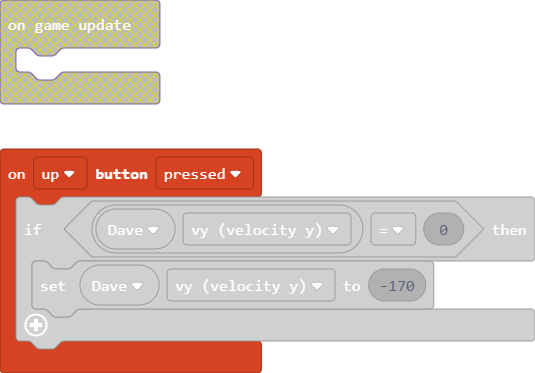 on game update
on up button pressed
if Dave vy (velocity y) = 0 then
set Dave vy (velocity y) to -170